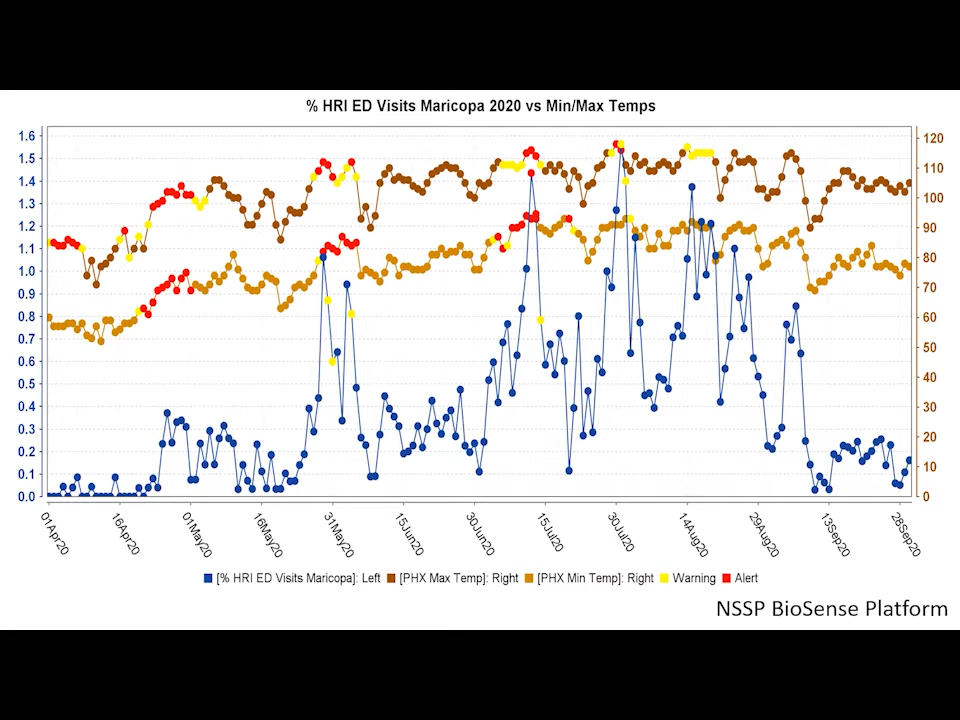 % HRI ED Visits Maricopa 2020 vs Min/Max Temps
1.6
1.5
1.4
1.3
1.2
1.1
1.0
0.9
0.8
0.7
0.6
0.5
0.4
0.3
0.2
0.1
0.0
120
110
100
90
80
70
60
50
40
30
20
10
0
01Apr20
16Apr20
01May20
16May20
31May20
15Jun20
30Jun20
15Jul20
30Jul20
14Aug20
29Aug20
13Sep20
28Sep20
[% HRI ED Visits Maricopa]: Left [PHX Max Temp]: Right [PHX Min Temp]: Right Warning Alert
NSSP BioSense Platform